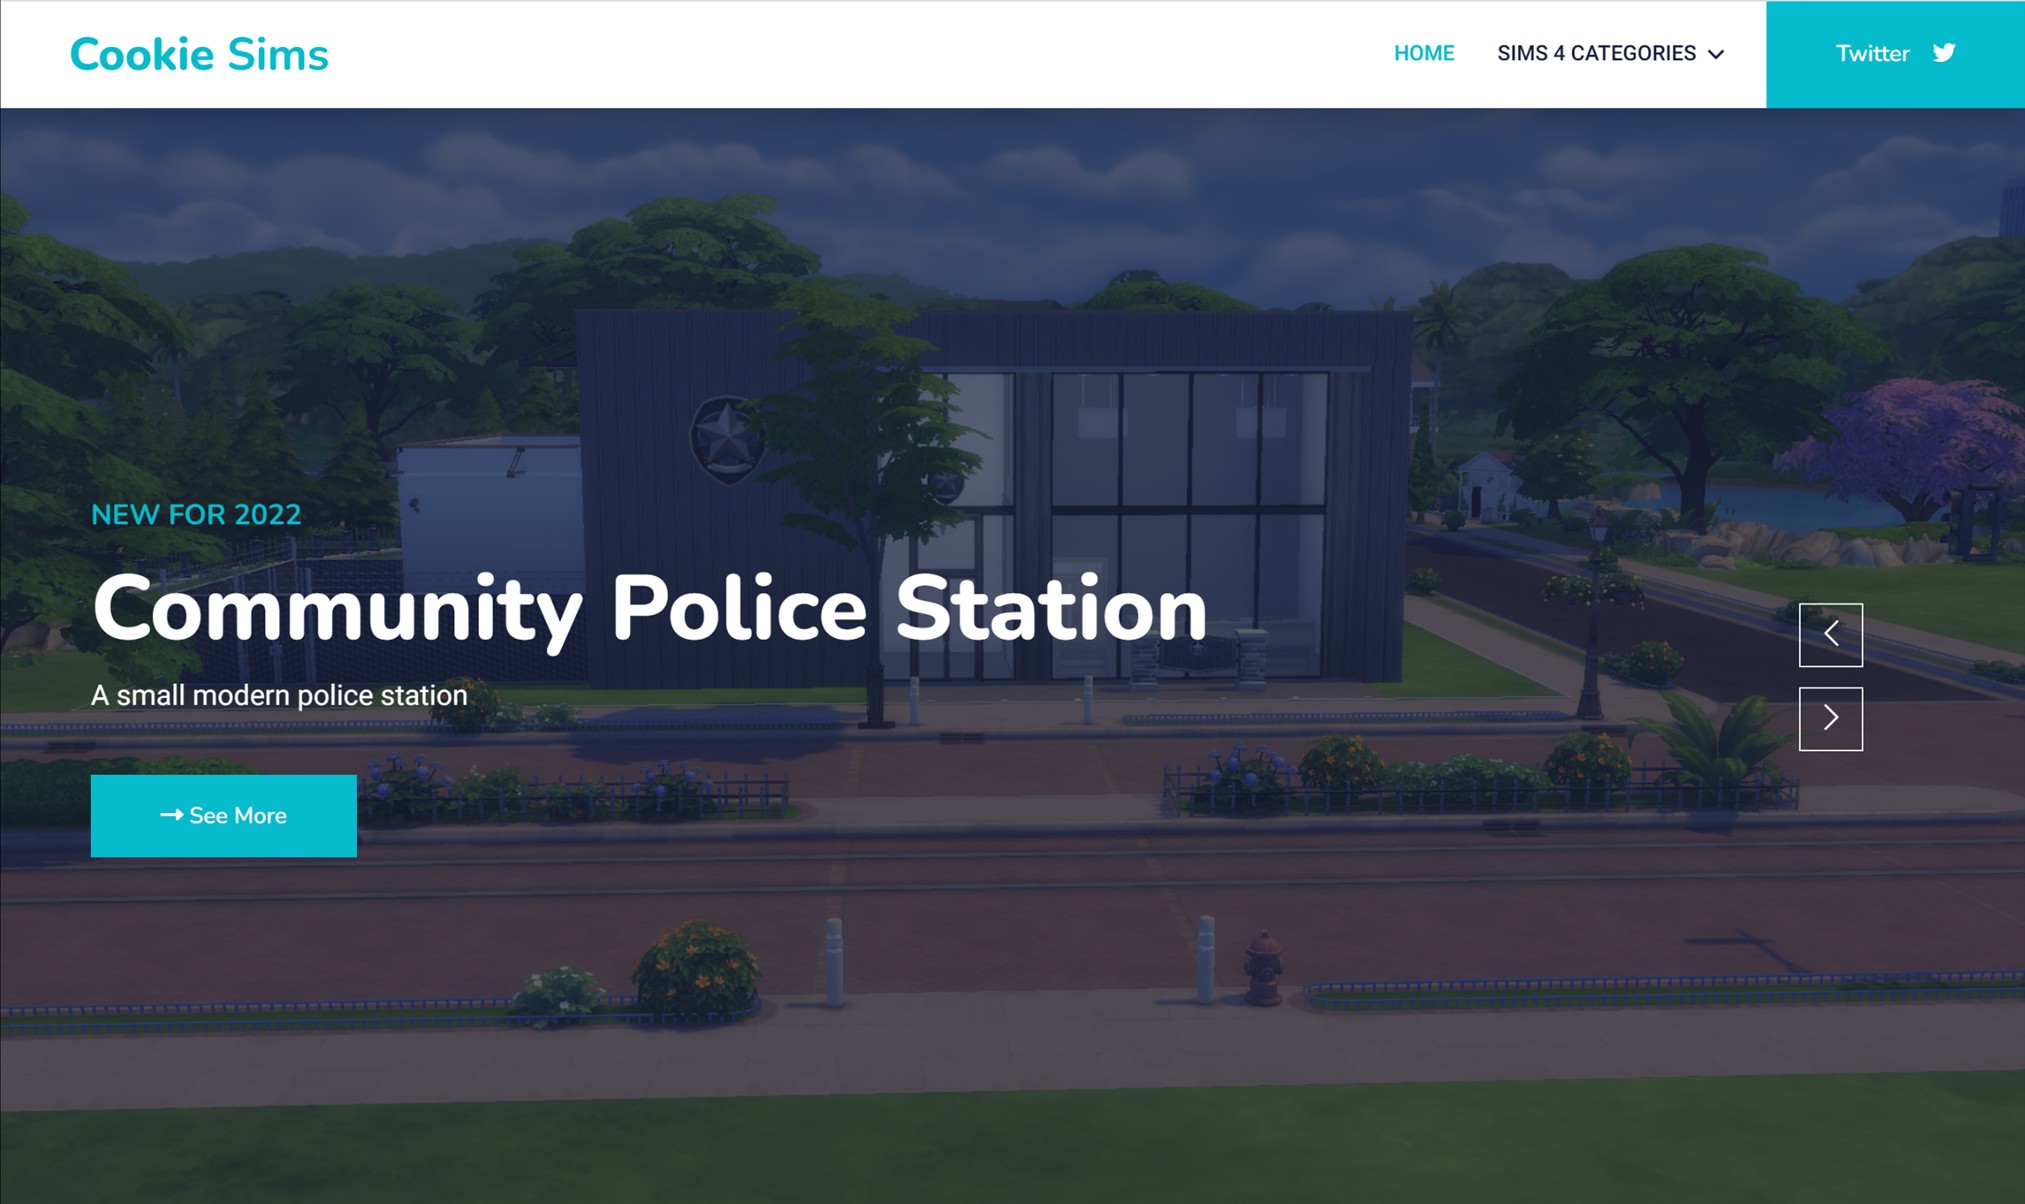 Cookie Sims
HOME
SIMS 4 CATEGORIES
Twitter
NEW FOR 2022
Community Police Station
A small modern police station
See More